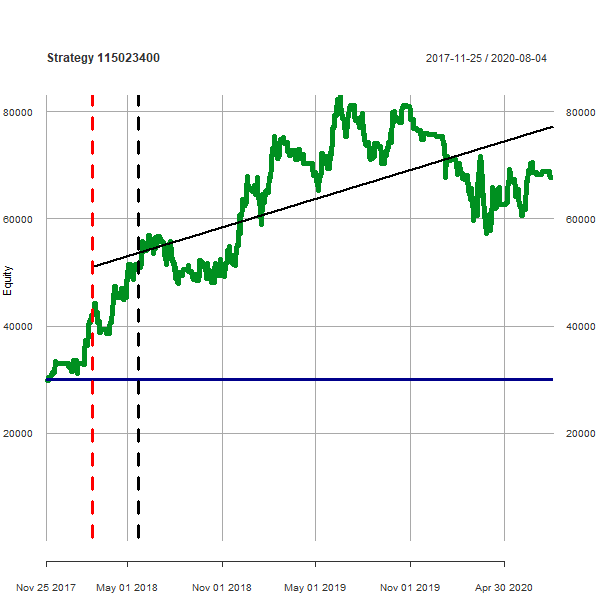 Strategy 115023400
2017-11-25 / 2020-08-04
80000
80000
60000
60000
Equity
40000
40000
20000
20000
Nov 25 2017
May 01 2018
Nov 01 2018
May 01 2019
Nov 01 2019
Apr 30 2020